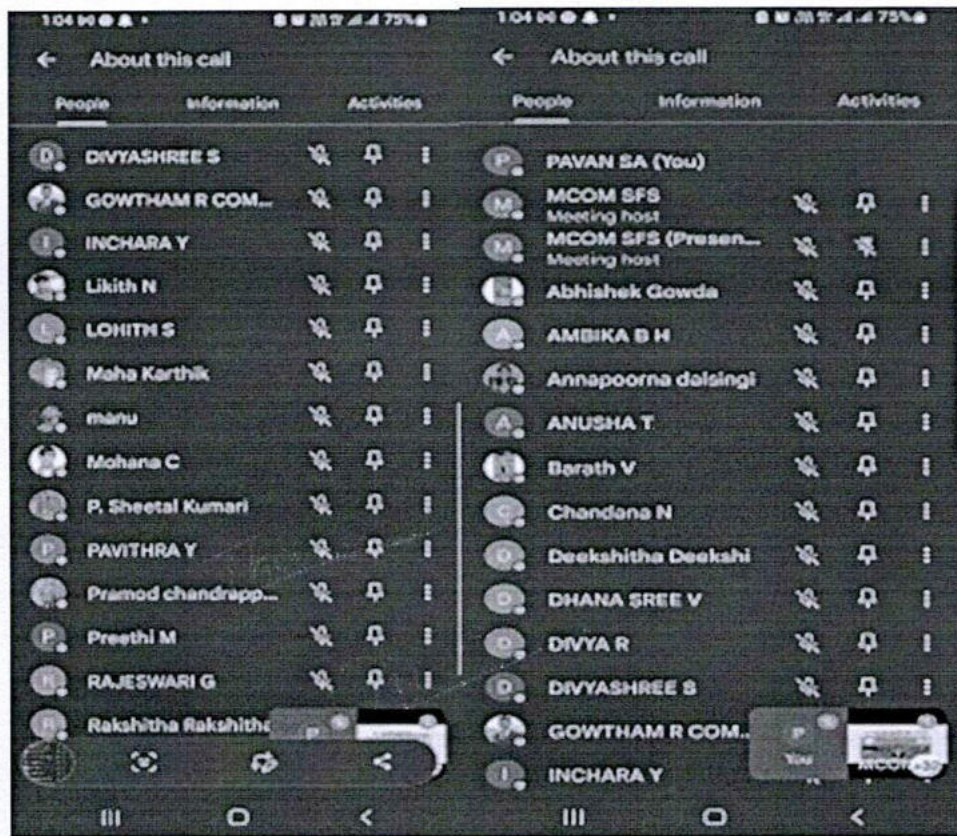 1:04
75%
About this call
People Information Activities
DIVYASHREE S
GOWTHAM R COM...
INCHARA Y
Likith N
LOHITH S
Maha Karthik
manu
Mohana C
P. Sheetal Kumari
PAVITHRA Y
Pramod chandrapp...
Preethi M
RAJESWARI G
Rakshitha Rakshitha
1:04
75%
About this call
People Information Activities
PAVAN SA (You)
MCOM SFS
Meeting host
MCOM SFS (Presen...
Meeting host
Abhishek Gowda
AMBIKA B H
Annapoorna dalsingi
ANUSHA T
Barath V
Chandana N
Deekshitha Deekshi
DHANA SREE V
DIVYA R
DIVYASHREE S
GOWTHAM R COM...
You
INCHARA Y